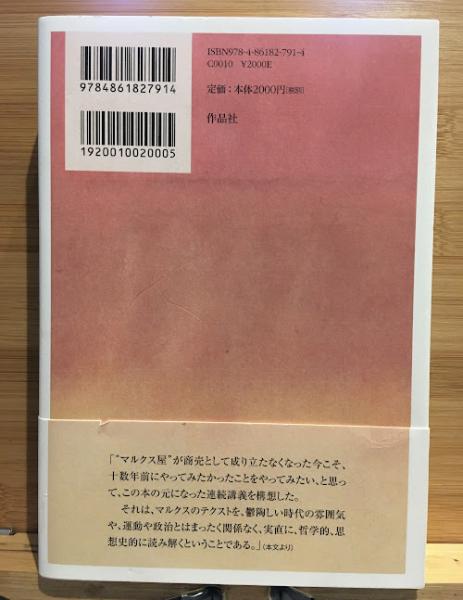 ISBN978-4-86182-791-4
C0010 ¥2000E
9784861827914
定価:本体2000円[税別]
1920010020005
作品社
「“マルクス屋”が商売として成り立たなくなった今こそ、
十数年前にやってみたかったことをやってみたい、と思っ
て、この本の元になった連続講義を構想した。
それは、マルクスのテクストを、鬱陶しい時代の雰囲気
や、運動や政治とはまったく関係なく、実直に、哲学的、思
想史的に読み解くということである。」(本文より)